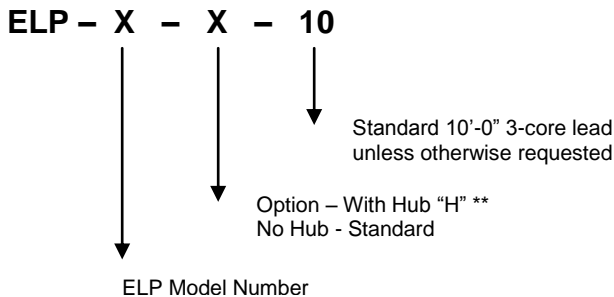 ELP – X – X – 10
Standard 10'-0” 3-core lead
unless otherwise requested
Option – With Hub “H” **
No Hub - Standard
ELP Model Number